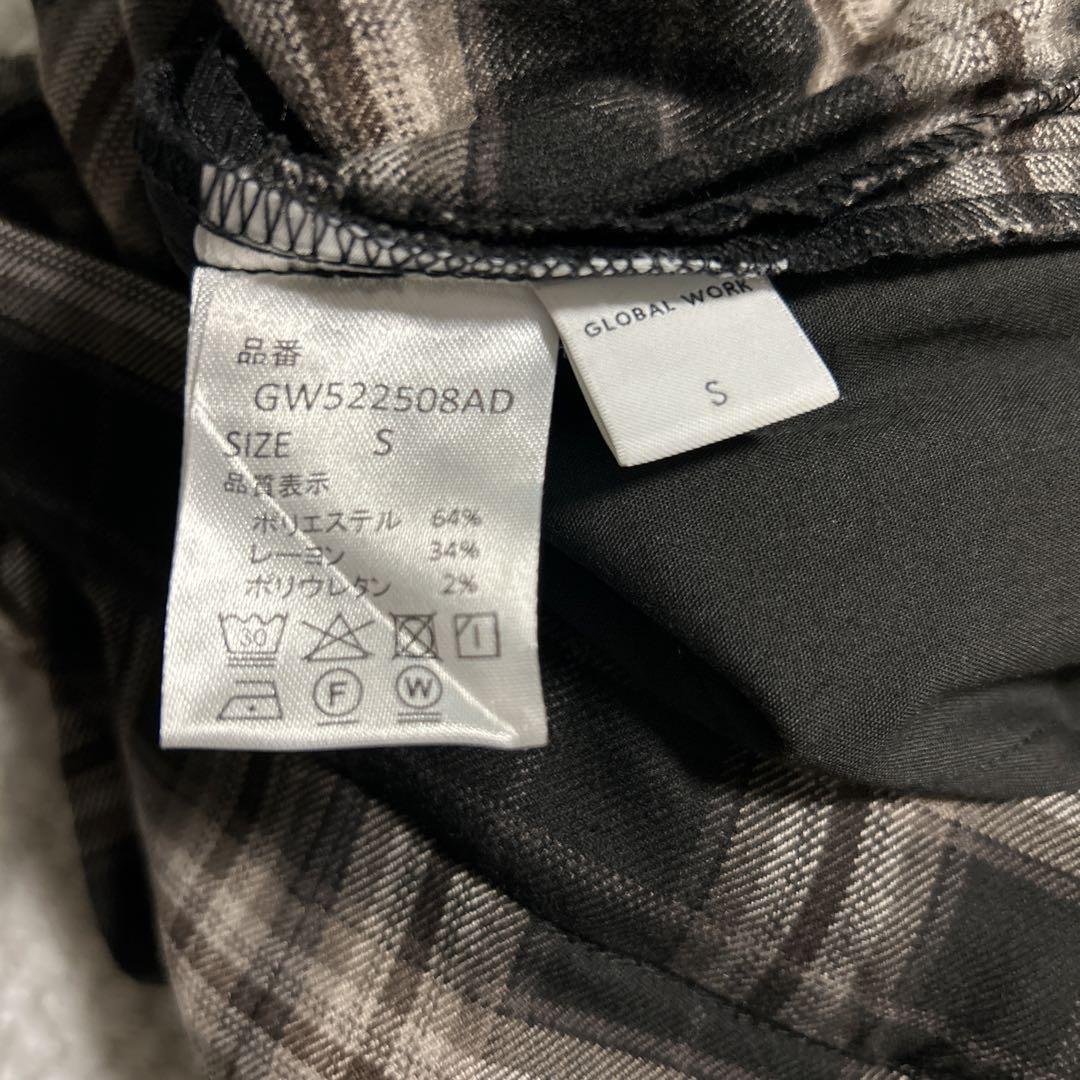 品番
GW522508AD
SIZE S
品質表示
ポリエステル 64%
レーヨン 34%
ポリウレタン 2%
30
F W
GLOBAL WORK
S